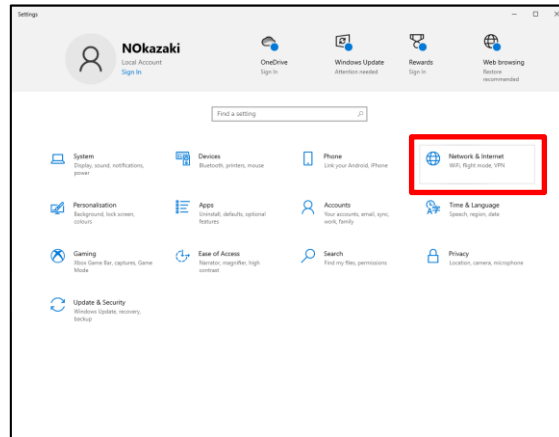 Settings
NOkazaki
Local Account
Sign In
OneDrive
Sign In
Windows Update
Attention needed
Rewards
Sign In
Web browsing
Restore
recommended
Find a setting
System
Display, sound, notifications,
power
Devices
Bluetooth, printers, mouse
Phone
Link your Android, iPhone
Network & Internet
WiFi, flight mode, VPN
Personalisation
Background, lock screen,
colours
Apps
Uninstall, defaults, optional
features
Accounts
Your accounts, email, sync,
work, family
Time & Language
Speech, region, date
Gaming
Xbox Game Bar, captures, Game
Mode
Ease of Access
Narrator, magnifier, high
contrast
Search
Find my files, permissions
Privacy
Location, camera, microphone
Update & Security
Windows Update, recovery,
backup